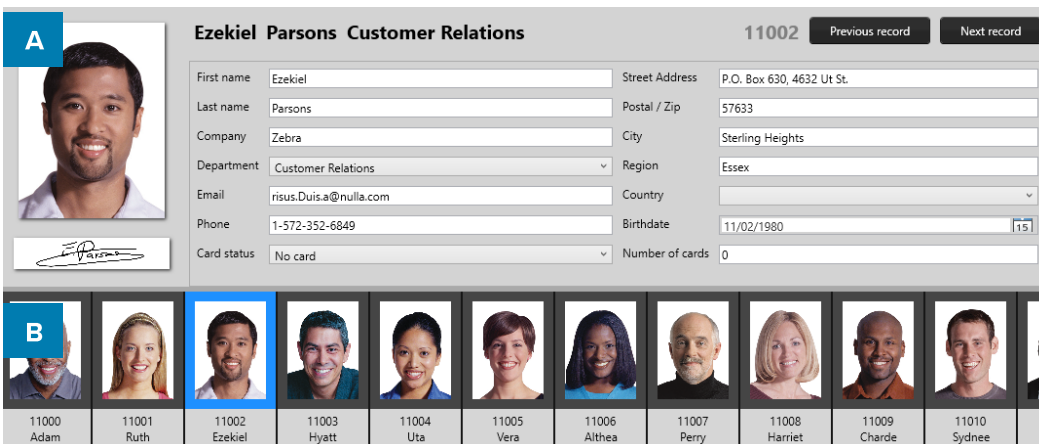 A
Ezekiel Parsons Customer Relations
11002
Previous record
Next record
First name Ezekiel
Street Address P.O. Box 630, 4632 Ut St.
Last name Parsons
Postal / Zip 57633
Company Zebra
City Sterling Heights
Department Customer Relations
Region Essex
Email risus.Duis.a@nulla.com
Country
Phone 1-572-352-6849
Birthdate 11/02/1980 15
Card status No card
Number of cards 0
E Parsons
B
11000 11001 11002 11003 11004 11005 11006 11007 11008 11009 11010
Adam Ruth Ezekiel Hyatt Uta Vera Althea Perry Harriet Charde Sydnee